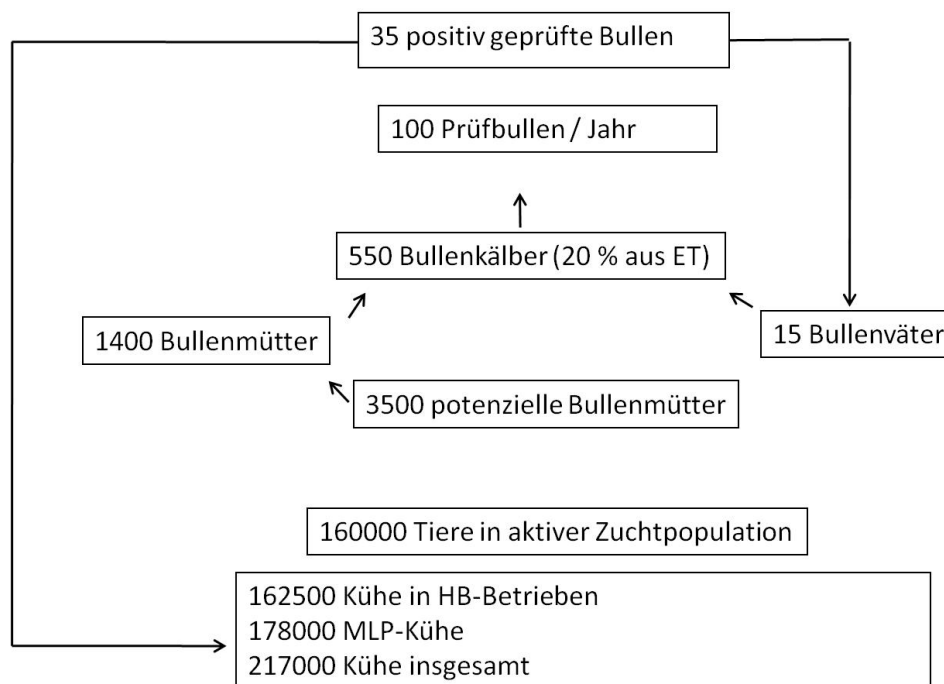 35 positiv geprüfte Bullen
100 Prüfbullen / Jahr
550 Bullenkälber (20 % aus ET)
1400 Bullenmütter
15 Bullenväter
3500 potenzielle Bullenmütter
160000 Tiere in aktiver Zuchtpopulation
162500 Kühe in HB-Betrieben
178000 MLP-Kühe
217000 Kühe insgesamt